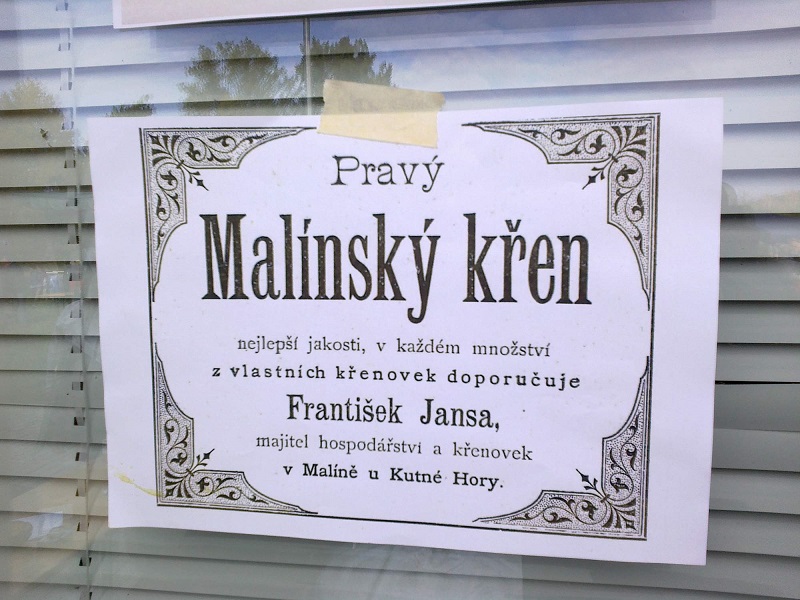 Pravý
Malínský křen
nejlepší jakosti, v každém množství
z vlastních křenovek doporučuje
František Jansa,
majitel hospodářství a křenovek
v Malíně u Kutné Hory.